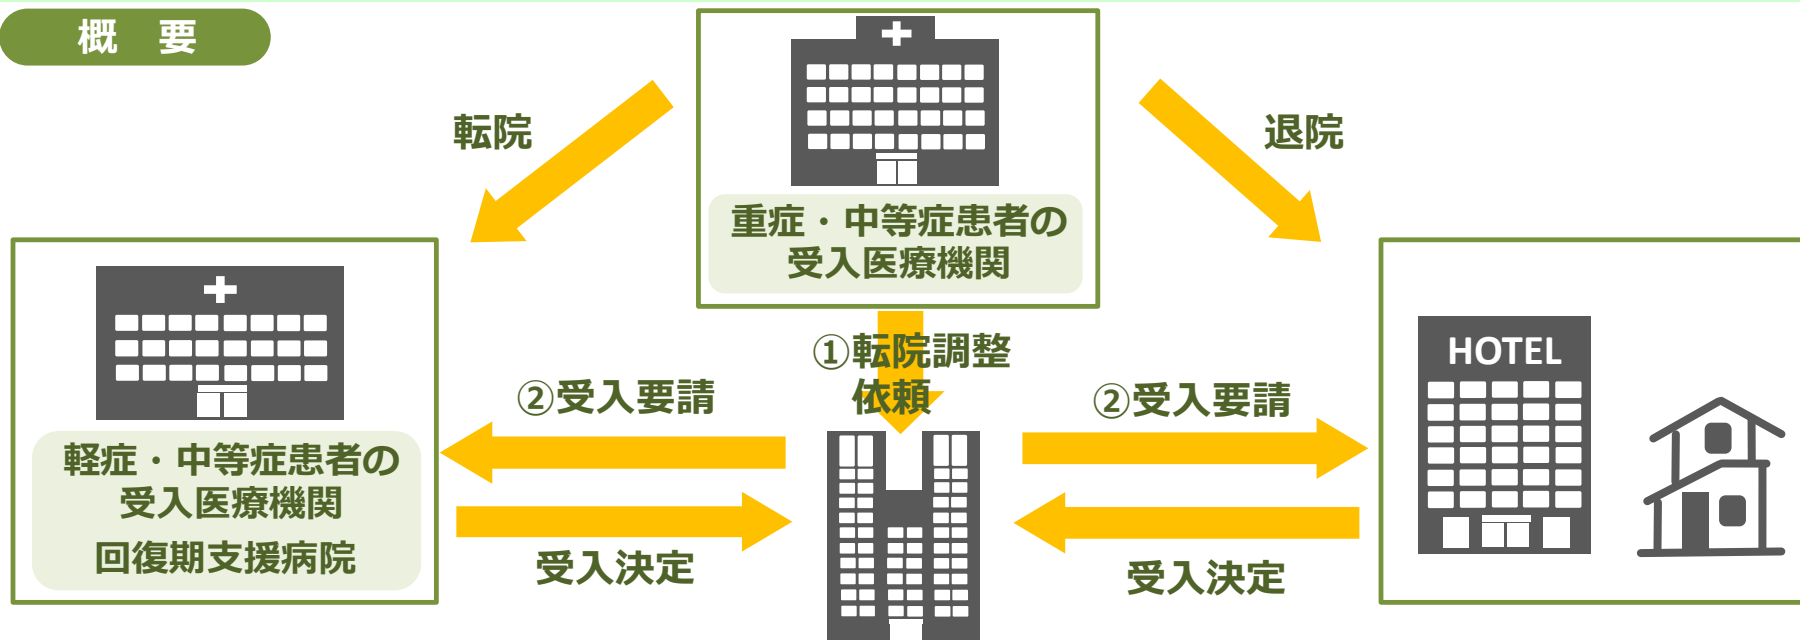 概　要
転院
退院
重症・中等症患者の
受入医療機関
①転院調整
依頼
②受入要請
②受入要請
HOTEL
軽症・中等症患者の
受入医療機関
回復期支援病院
受入決定
受入決定